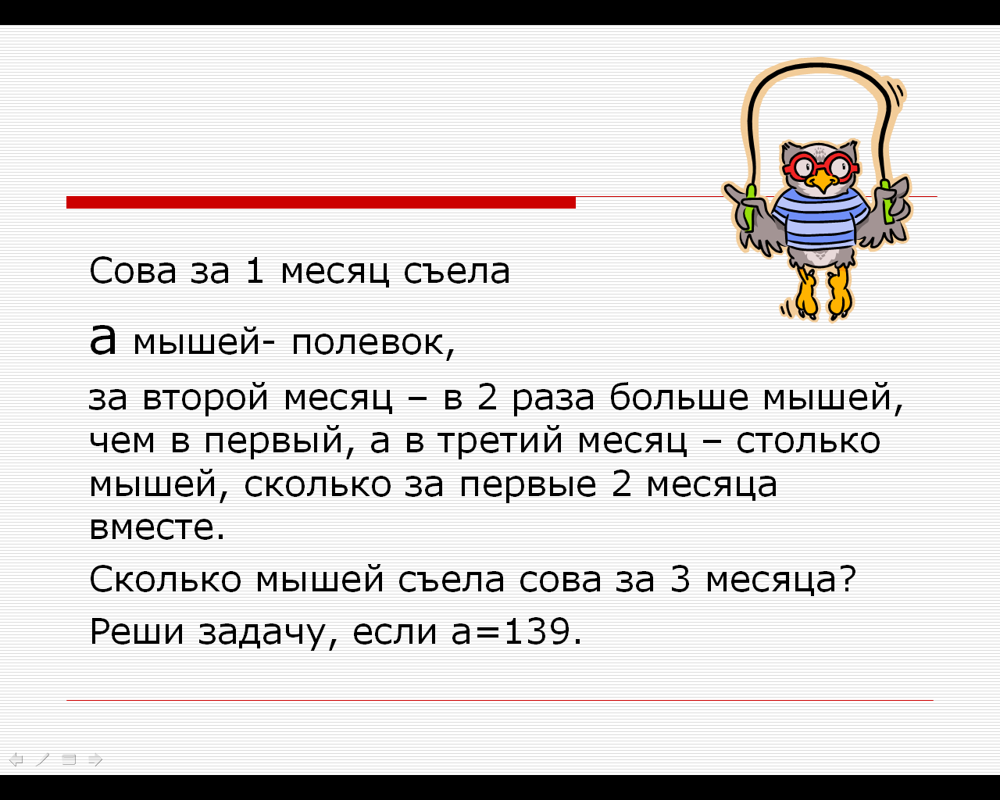 Сова за 1 месяц съела
а мышей- полевок,
за второй месяц – в 2 раза больше мышей,
чем в первый, а в третий месяц – столько
мышей, сколько за первые 2 месяца
вместе.
Сколько мышей съела сова за 3 месяца?
Реши задачу, если а=139.